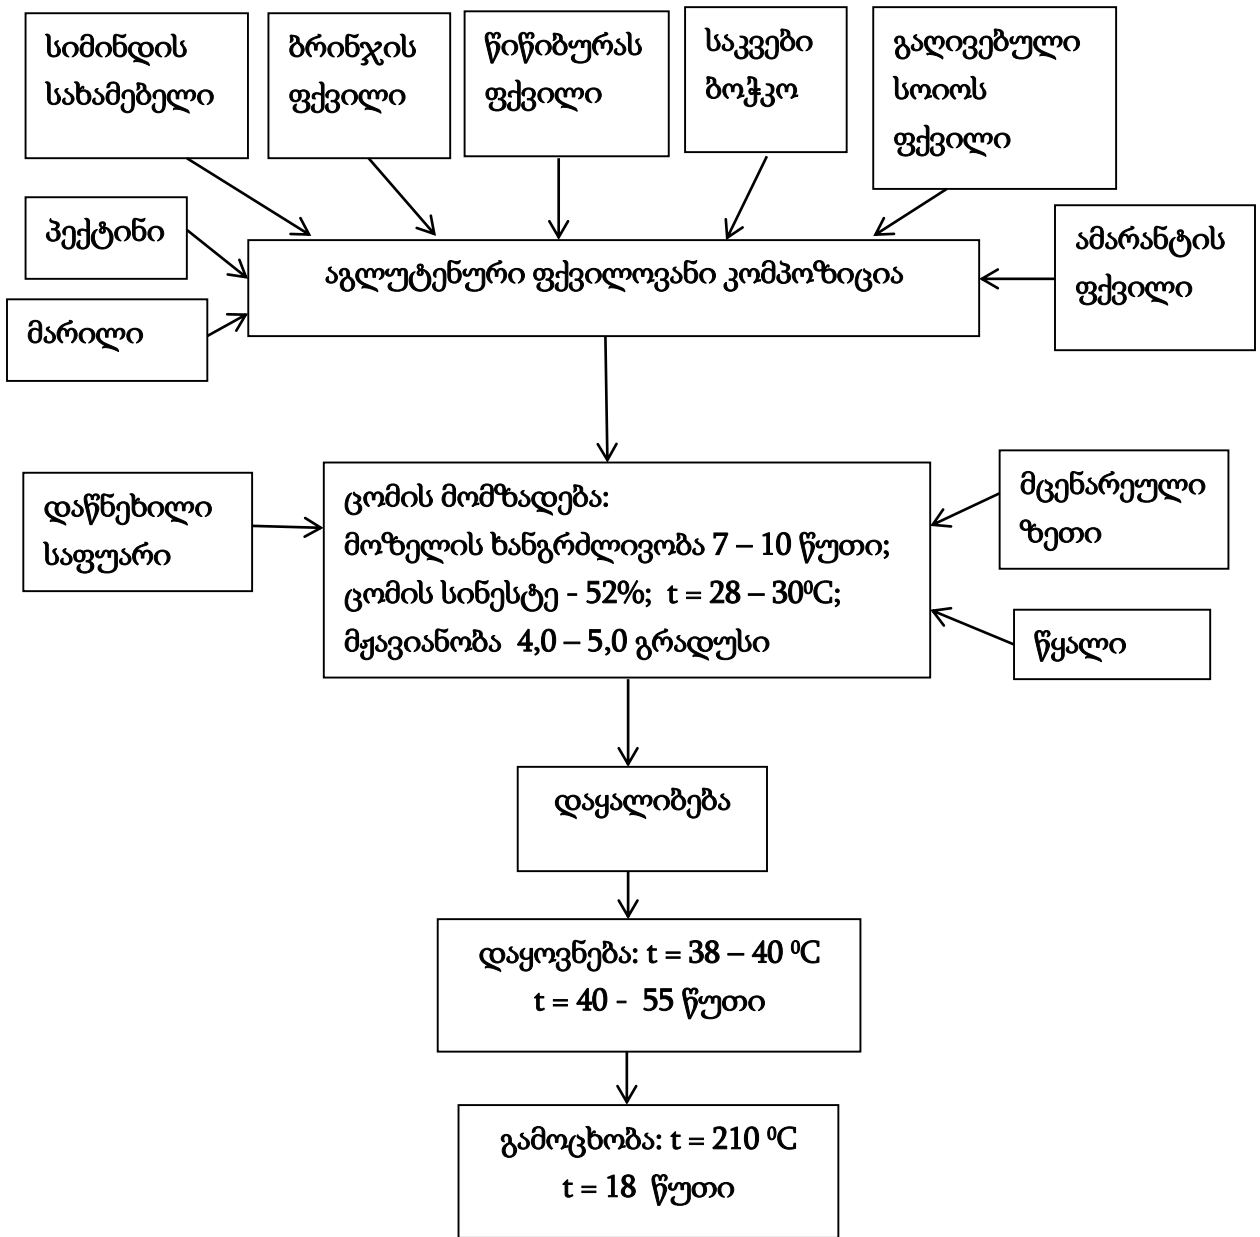 სიმინდის
სახამებელი
ბრინჯის
ფქვილი
წიწიბურას
ფქვილი
საკვები
ბოჭკო
გაღივებული
სოიოს
ფქვილი
პექტინი
მარილი
აგლუტენური ფქვილოვანი კომპოზიცია
ამარანტის
ფქვილი
დაწნეხილი
საფუარი
ცომის მომზადება:
მოზელის ხანგრძლივობა 7 – 10 წუთი;
ცომის სინესტე - 52%; t = 28 – 30⁰C;
მჟავიანობა 4,0 – 5,0 გრადუსი
მცენარეული
ზეთი
წყალი
დაყალიბება
დაყოვნება: t = 38 – 40 ⁰C
t = 40 - 55 წუთი
გამოცხობა: t = 210 ⁰C
t = 18 წუთი